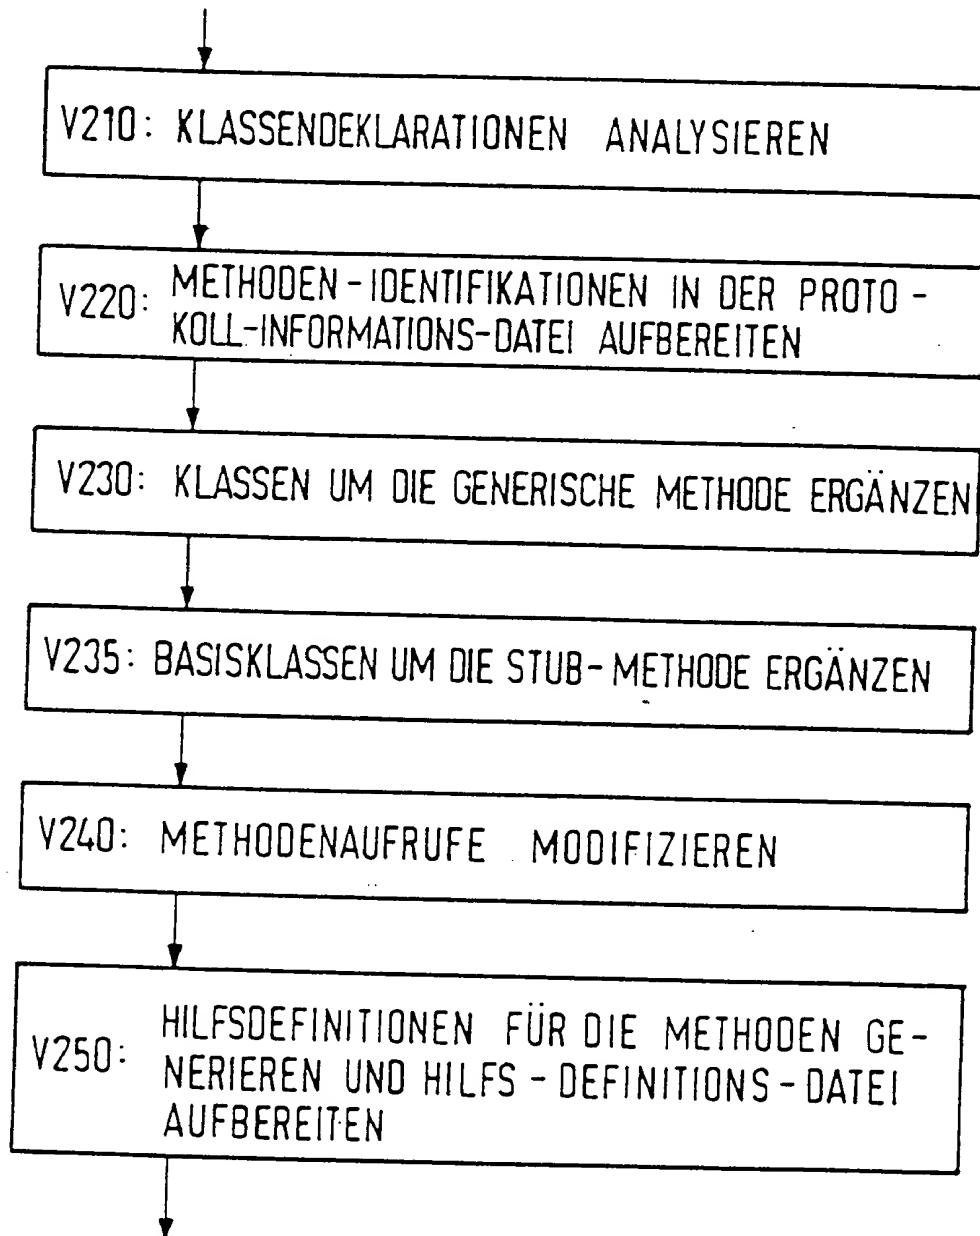 V210: KLASSENDEKLARATIONEN ANALYSIEREN
V220: METHODEN-IDENTIFIKATIONEN IN DER PROTO-
KOLL-INFORMATIONS-DATEI AUFBEREITEN
V230: KLASSEN UM DIE GENERISCHE METHODE ERGÄNZEN
V235: BASISKLASSEN UM DIE STUB-METHODE ERGÄNZEN
V240: METHODENAUFRUFE MODIFIZIEREN
V250: HILFSDEFINITIONEN FÜR DIE METHODEN GE-
NERIEREN UND HILFS-DEFINITIONS-DATEI
AUFBEREITEN